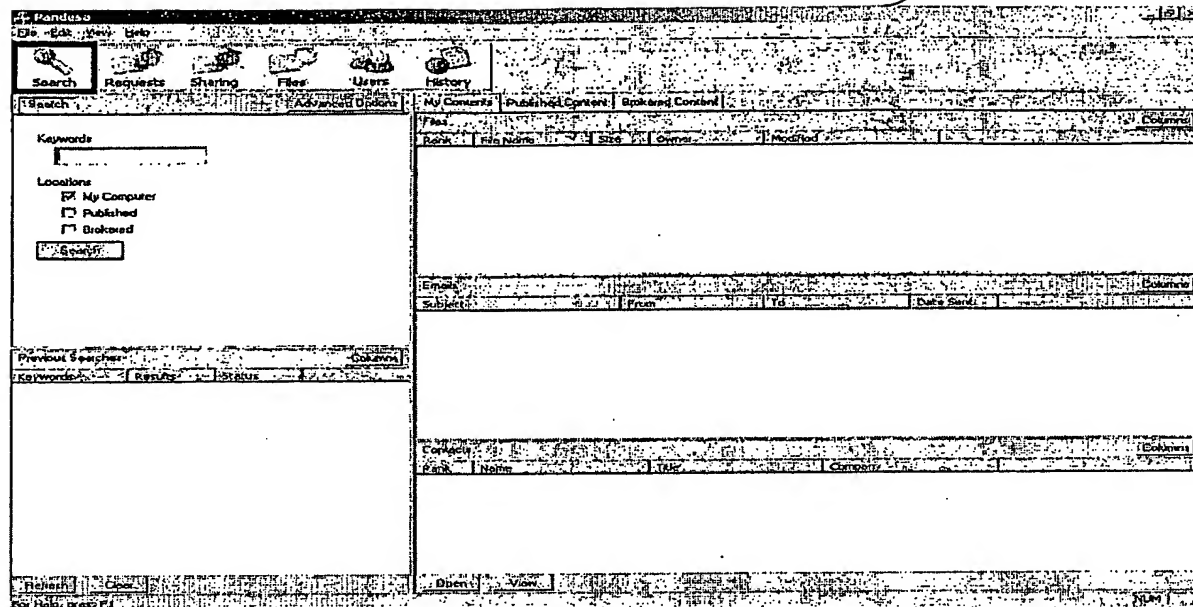 Pandesa
File Edit View Help
Search Requests Sharing Files Users History
Search Advanced Options
Keywords
Locations
My Computer
Published
Brokered
Search
Previous Searches Columns
Keywords Results Status
Refresh Clear
For Help, press F1
My Contents Published Content Brokered Content
Files Columns
Rank File Name Size Owner Modified
Emails Columns
Subject From To Date Sent
Contacts Columns
Rank Name Title Company
Open View
NUM